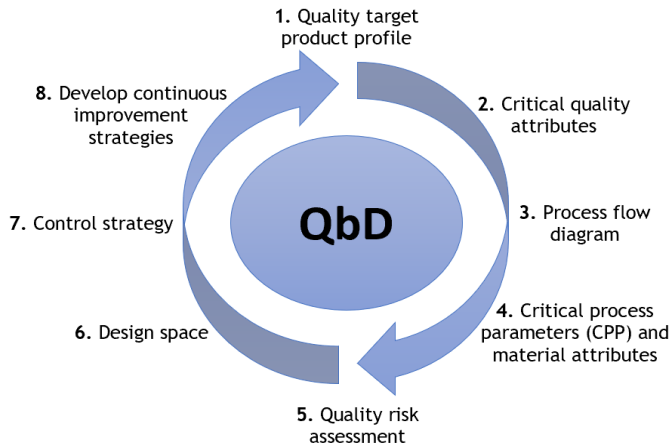 1. Quality target
product profile
2. Critical quality
attributes
3. Process flow
diagram
4. Critical process
parameters (CPP) and
material attributes
5. Quality risk
assessment
6. Design space
7. Control strategy
8. Develop continuous
improvement
strategies
QbD